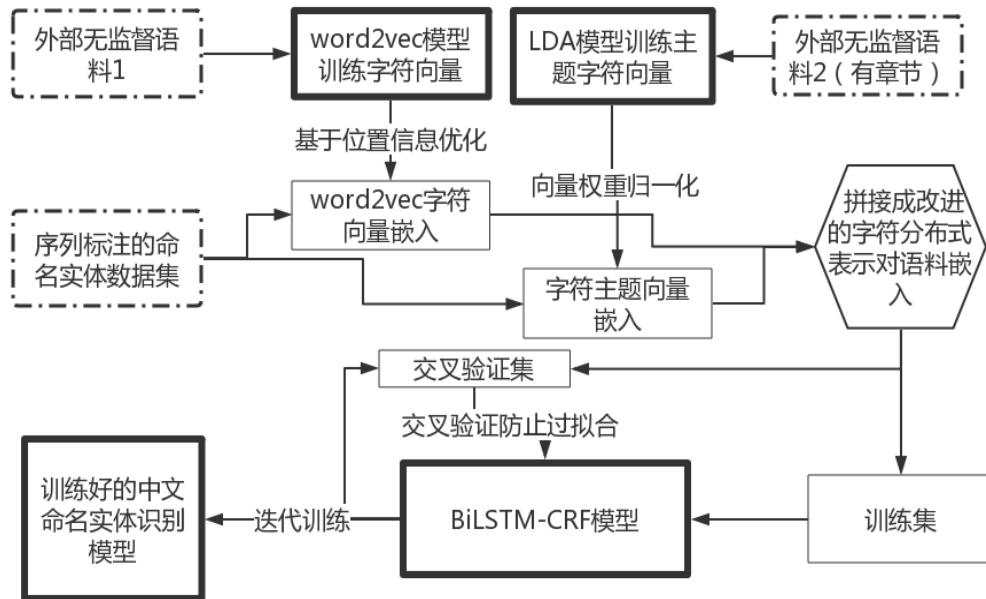 外部无监督语
料1
word2vec模型
训练字符向量
LDA模型训练主
题字符向量
外部无监督语
料2（有章节）
基于位置信息优化
向量权重归一化
序列标注的命
名实体数据集
word2vec字符
向量嵌入
字符主题向量
嵌入
拼接成改进
的字符分布式
表示对语料嵌
入
交叉验证集
交叉验证防止过拟合
训练好的中文
命名实体识别
模型
迭代训练
BiLSTM-CRF模型
训练集